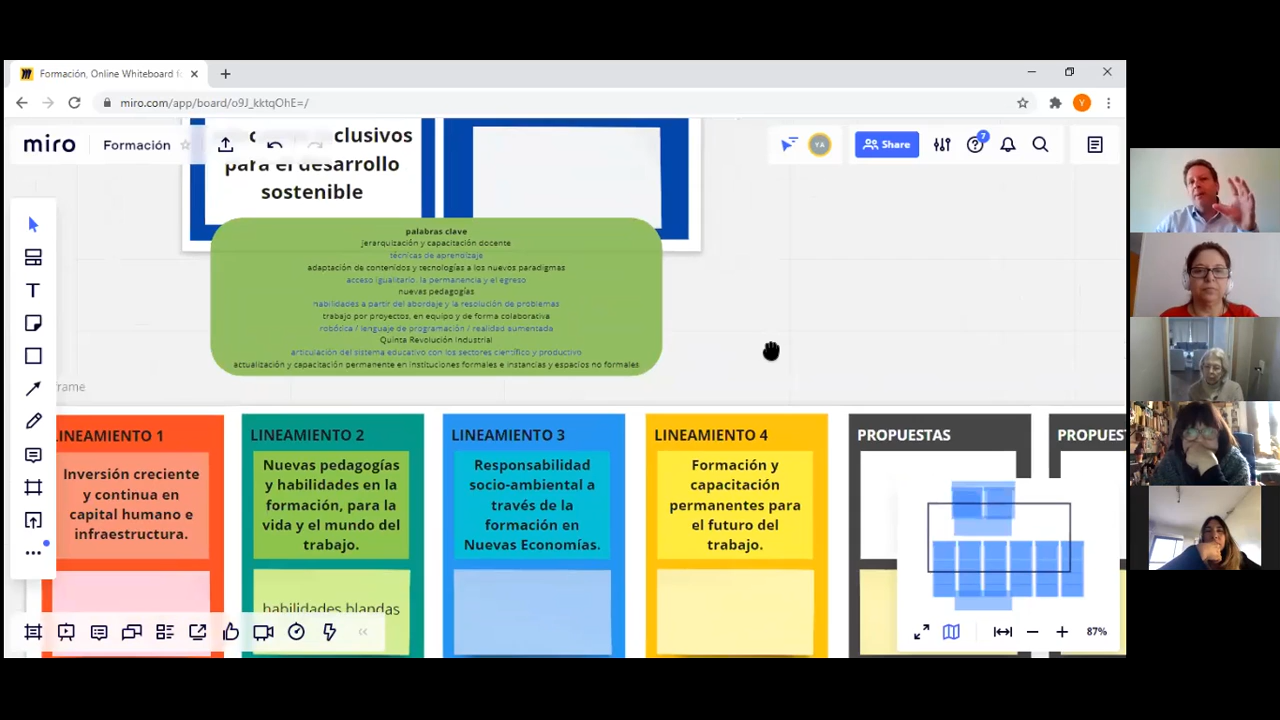 Formación, Online Whiteboard fo
miro.com/app/board/o9J_kktqOhE=/
miro
Formación
YA
Share
7
Y
clusivos
para el desarrollo
sostenible
palabras clave
jerarquización y capacitación docente
técnicas de aprendizaje
adaptación de contenidos y tecnologías a los nuevos paradigmas
acceso igualitario, la permanencia y el egreso
nuevas pedagogías
habilidades a partir del abordaje y la resolución de problemas
trabajo por proyectos, en equipo y de forma colaborativa
robótica / lenguaje de programación / realidad aumentada
Quinta Revolución Industrial
articulación del sistema educativo con los sectores científico y productivo
actualización y capacitación permanente en instituciones formales e instancias y espacios no formales
frame
LINEAMIENTO 1
Inversión creciente
y continua en
capital humano e
infraestructura.
LINEAMIENTO 2
Nuevas pedagogías
y habilidades en la
formación, para la
vida y el mundo del
trabajo.
habilidades blandas
LINEAMIENTO 3
Responsabilidad
socio-ambiental a
través de la
formación en
Nuevas Economías.
LINEAMIENTO 4
Formación y
capacitación
permanentes para
el futuro del
trabajo.
PROPUESTAS
PROPUEST
87%